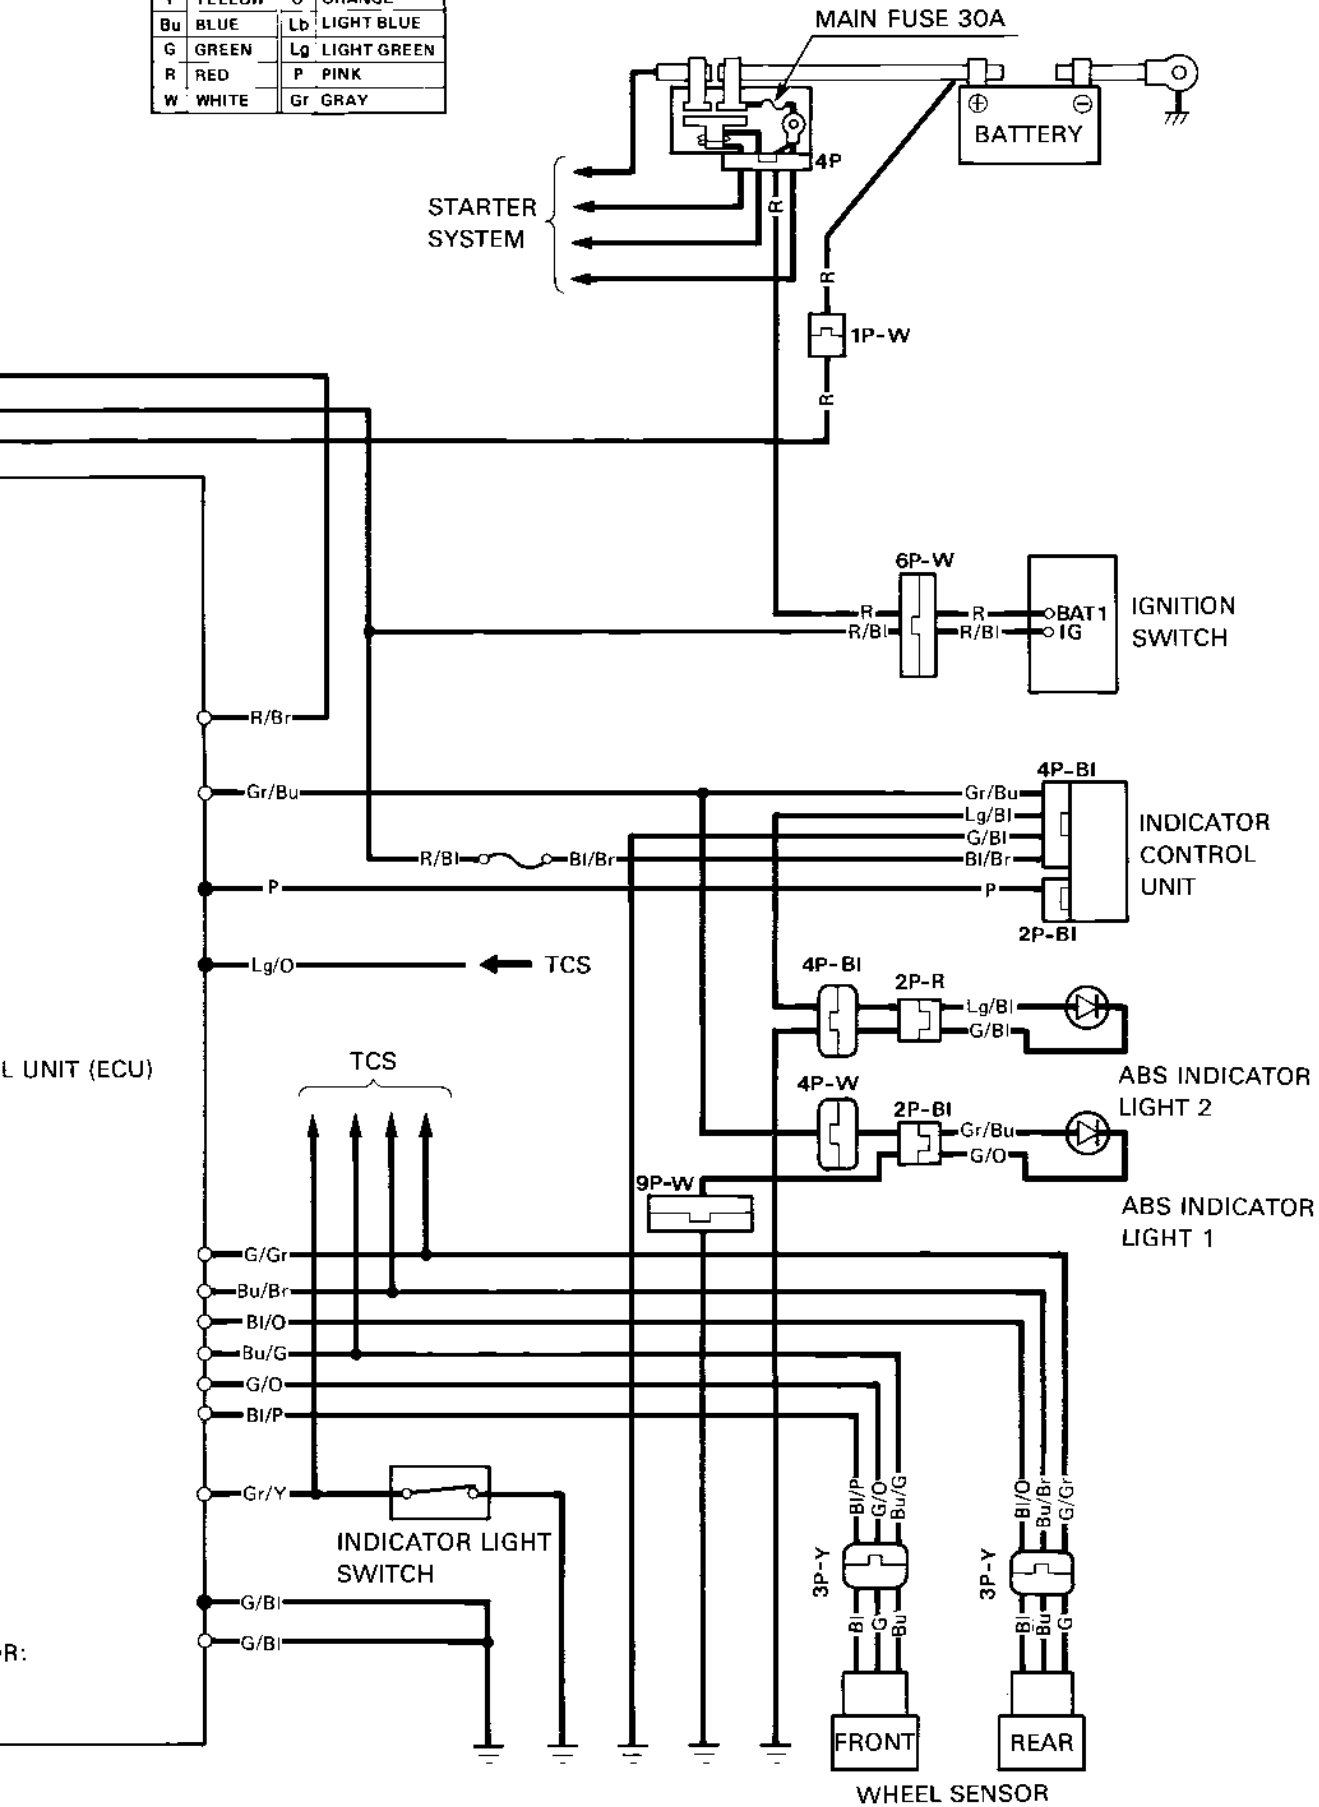 Y YELLOW O ORANGE
Bu BLUE Lb LIGHT BLUE
G GREEN Lg LIGHT GREEN
R RED P PINK
W WHITE Gr GRAY
MAIN FUSE 30A
BATTERY
4P
STARTER
SYSTEM
R
R
1P-W
R
6P-W
R R BAT1
R/Bl R/Bl IG
IGNITION
SWITCH
R/Br
4P-Bl
Gr/Bu Gr/Bu
Lg/Bl
G/Bl
R/Bl Bl/Br Bl/Br
INDICATOR
CONTROL
UNIT
P P
2P-Bl
Lg/O TCS
4P-Bl
2P-R
Lg/Bl
G/Bl
L UNIT (ECU)
TCS
ABS INDICATOR
LIGHT 2
4P-W
2P-Bl
Gr/Bu
G/O
9P-W
ABS INDICATOR
LIGHT 1
G/Gr
Bu/Br
Bl/O
Bu/G
G/O
Bl/P
Gr/Y
INDICATOR LIGHT
SWITCH
Bl/P G/O Bu/G
Bl/O Bu/Br G/Gr
3P-Y
3P-Y
G/Bl
G/Bl
Bl G Bu
Bl Bu G
R:
FRONT
REAR
WHEEL SENSOR